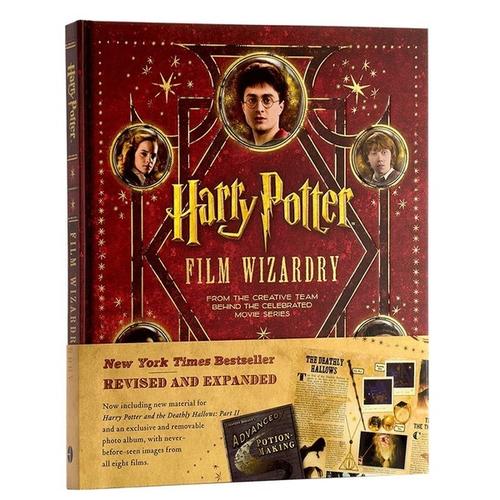 Harry Potter
FILM WIZARDRY
Harry Potter
FILM WIZARDRY
FROM THE CREATIVE TEAM
BEHIND THE CELEBRATED
MOVIE SERIES
New York Times Bestseller
REVISED AND EXPANDED
Now including new material for
Harry Potter and the Deathly Hallows: Part II
and an exclusive and removable
photo album, with never-
before-seen images from
all eight films.
ADVANCED
POTION-
MAKING
THE DEATHLY
HALLOWS